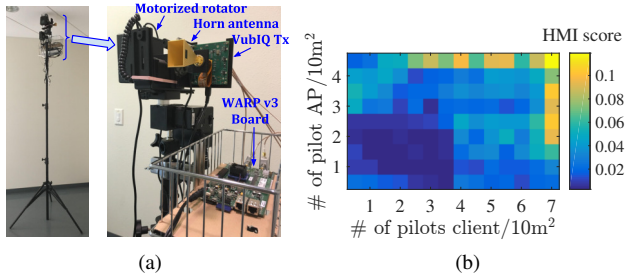 Motorized rotator
Horn antenna
VubIQ Tx
WARP v3
Board
(a)
HMI score
# of pilot AP/10m²
4
3
2
1
1 2 3 4 5 6 7
# of pilots client/10m²
0.1
0.08
0.06
0.04
0.02
(b)